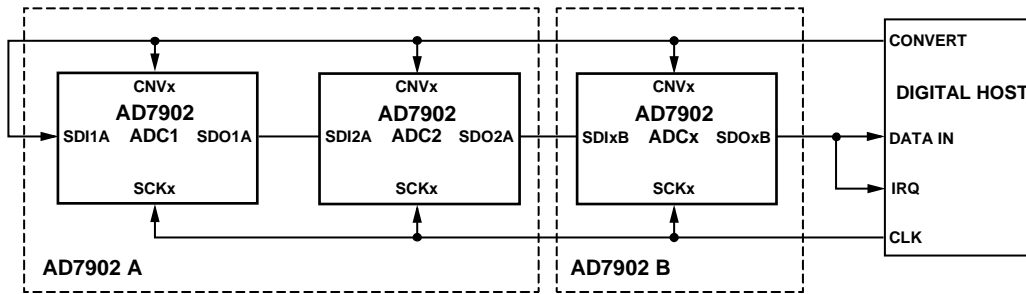 CONVERT
CNVx
CNVx
CNVx
DIGITAL HOST
AD7902
AD7902
AD7902
SDI1A ADC1 SDO1A
SDI2A ADC2 SDO2A
SDIxB ADCx SDOxB
DATA IN
SCKx
SCKx
SCKx
IRQ
CLK
AD7902 A
AD7902 B